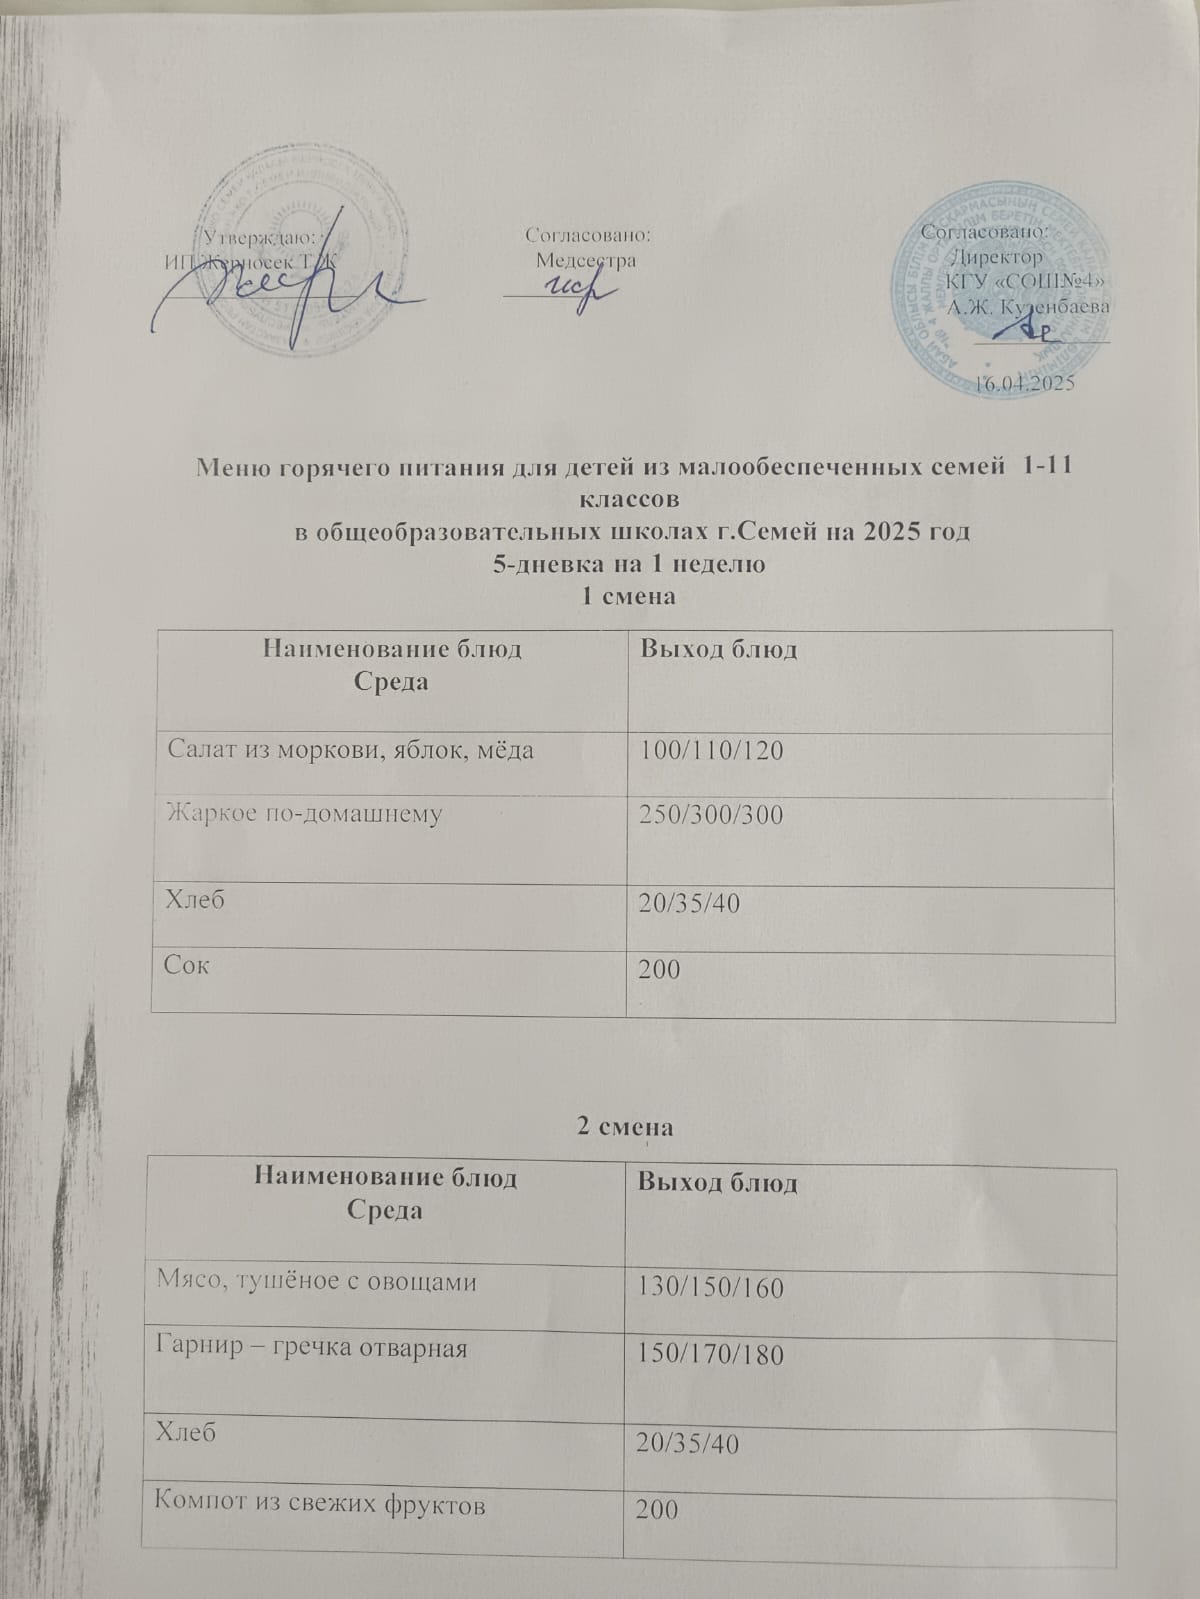 Утверждаю:
ИП Жерносек Т.Ж
Согласовано:
Медсестра
Согласовано:
Директор
КГУ «СОШ№4»
А.Ж. Кузенбаева
16.04.2025
Меню горячего питания для детей из малообеспеченных семей 1-11
классов
в общеобразовательных школах г.Семей на 2025 год
5-дневка на 1 неделю
1 смена
Наименование блюд
Среда
Выход блюд
Салат из моркови, яблок, мёда
100/110/120
Жаркое по-домашнему
250/300/300
Хлеб
20/35/40
Сок
200
2 смена
Наименование блюд
Среда
Выход блюд
Мясо, тушёное с овощами
130/150/160
Гарнир – гречка отварная
150/170/180
Хлеб
20/35/40
Компот из свежих фруктов
200